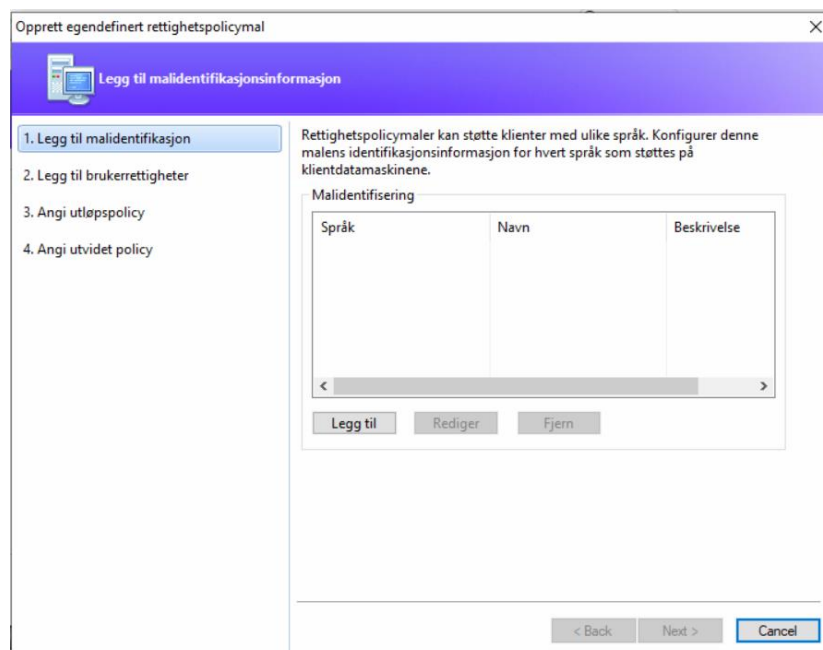 Opprett egendefinert rettighetspolicymal
Legg til malidentifikasjonsinformasjon
1. Legg til malidentifikasjon
2. Legg til brukerrettigheter
3. Angi utløpspolicy
4. Angi utvidet policy
Rettighetspolicymaler kan støtte klienter med ulike språk. Konfigurer denne
malens identifikasjonsinformasjon for hvert språk som støttes på
klientdatamaskinene.
Malidentifisering
Språk Navn Beskrivelse
Legg til Rediger Fjern
< Back Next > Cancel